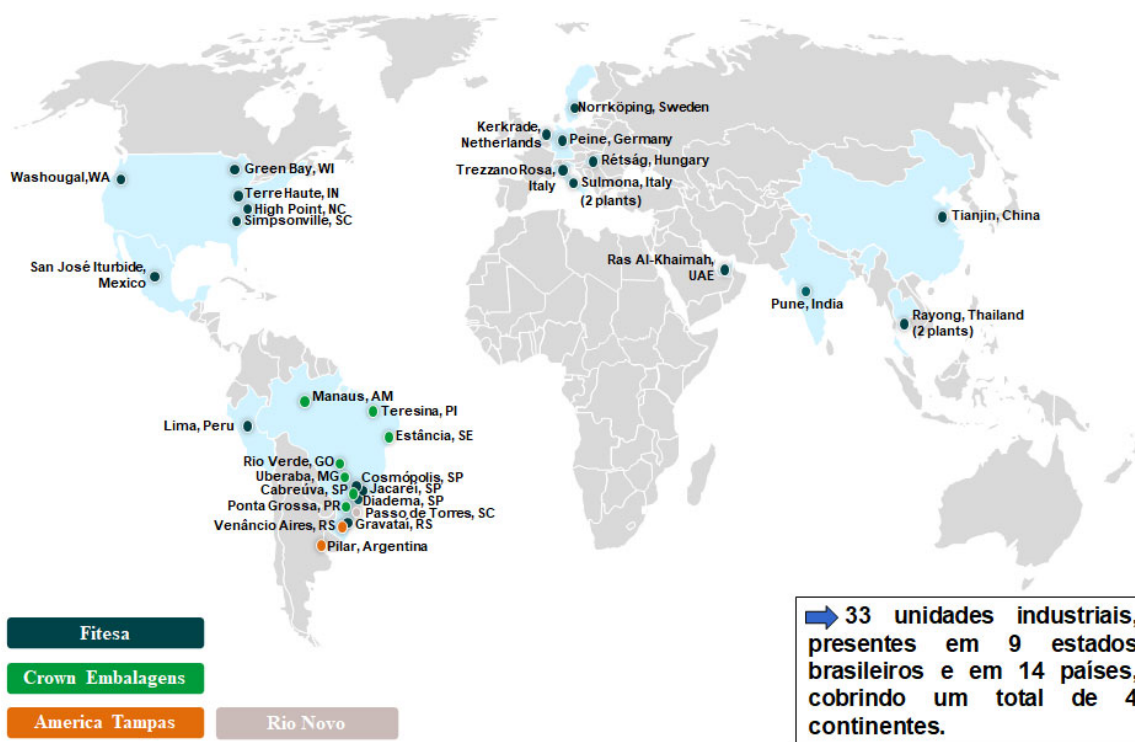 Norrköping, Sweden
Kerkrade,
Netherlands
Peine, Germany
Rétság, Hungary
Trezzano Rosa,
Italy
Sulmona, Italy
(2 plants)
Washougal,WA
Green Bay, WI
Terre Haute, IN
High Point, NC
Simpsonville, SC
Tianjin, China
San José Iturbide,
Mexico
Ras Al-Khaimah,
UAE
Pune, India
Rayong, Thailand
(2 plants)
Manaus, AM
Teresina, PI
Lima, Peru
Estância, SE
Rio Verde, GO
Uberaba, MG
Cosmópolis, SP
Cabreúva, SP
Jacareí, SP
Diadema, SP
Ponta Grossa, PR
Passo de Torres, SC
Venâncio Aires, RS
Gravataí, RS
Pilar, Argentina
Fitesa
Crown Embalagens
America Tampas
Rio Novo
33 unidades industriais,
presentes em 9 estados
brasileiros e em 14 países,
cobrindo um total de 4
continentes.